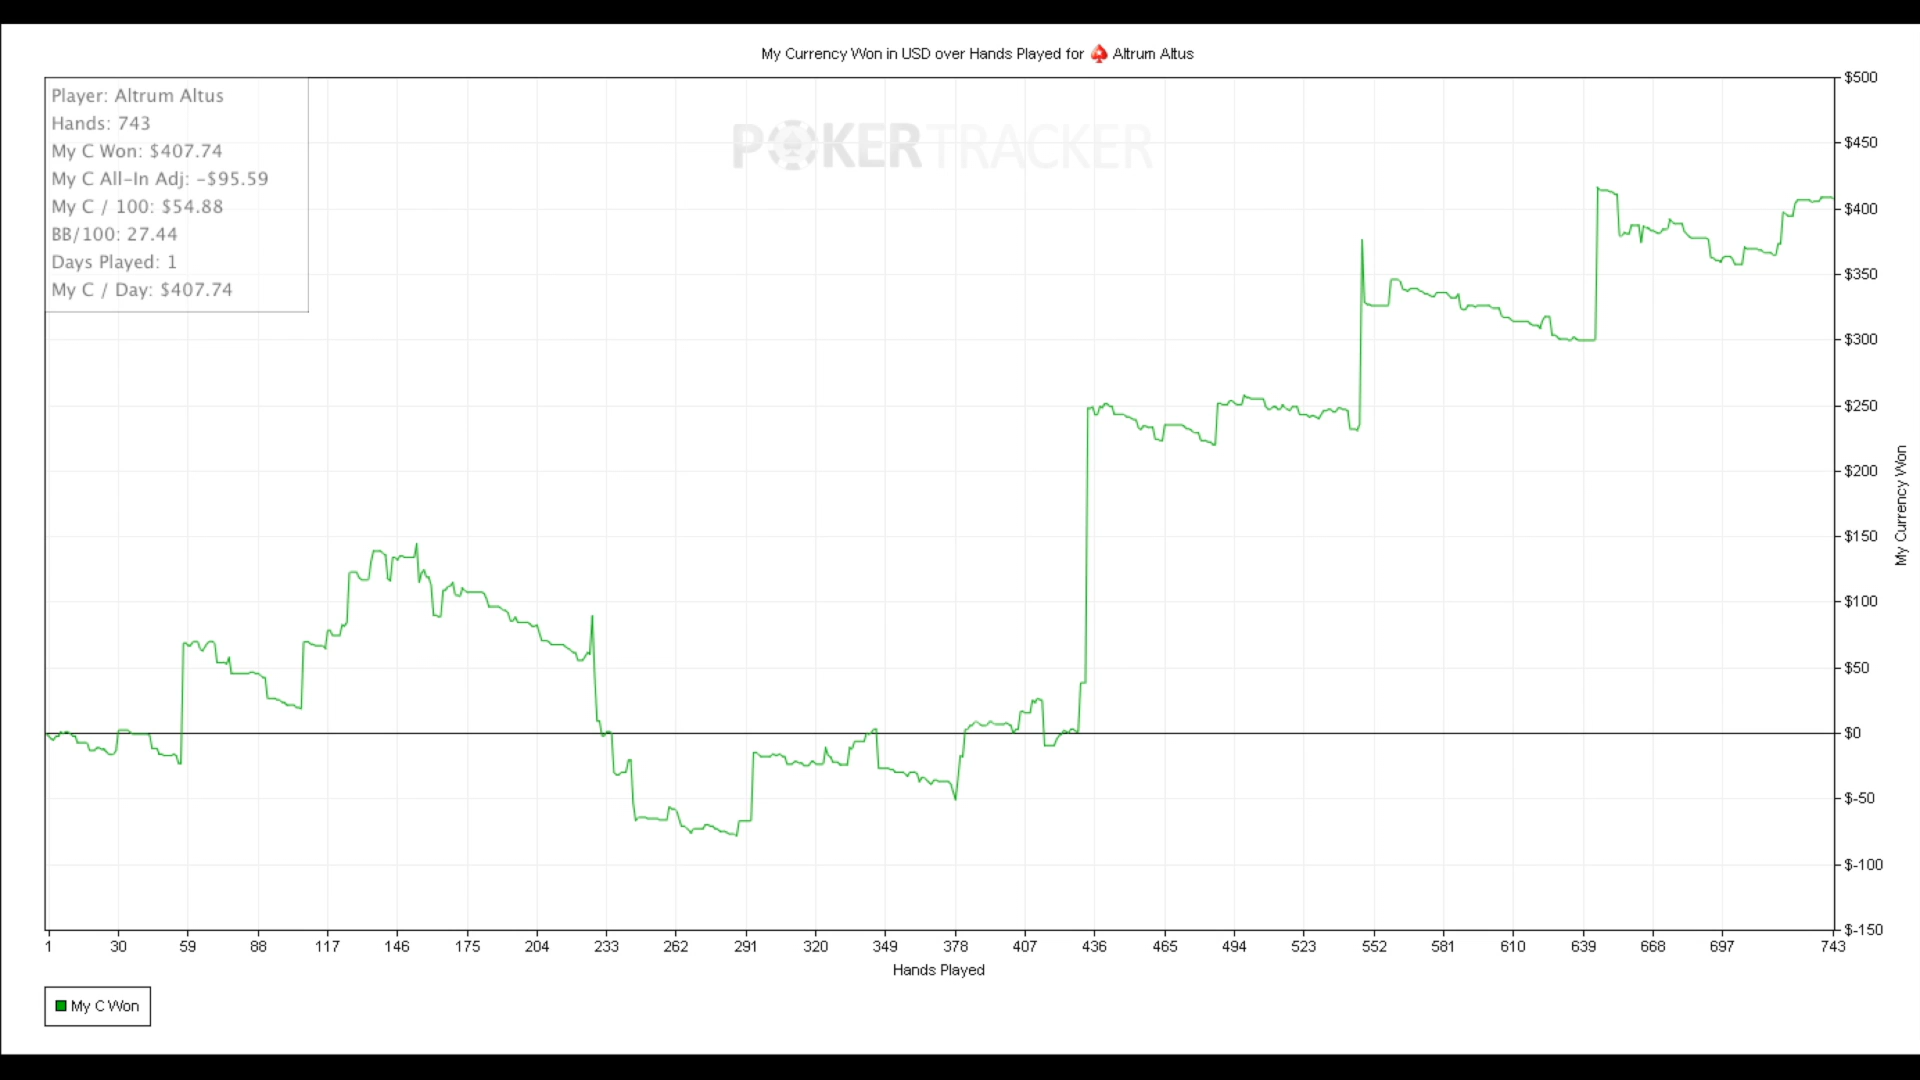 My Currency Won in USD over Hands Played for Altrum Altus
Player: Altrum Altus
Hands: 743
My C Won: $407.74
My C All-In Adj: -$95.59
My C / 100: $54.88
BB/100: 27.44
Days Played: 1
My C / Day: $407.74
POKERTRACKER
$500
$450
$400
$350
$300
$250
$200
$150
$100
$50
$0
$-50
$-100
$-150
My Currency Won
1 30 59 88 117 146 175 204 233 262 291 320 349 378 407 436 465 494 523 552 581 610 639 668 697 743
Hands Played
My C Won